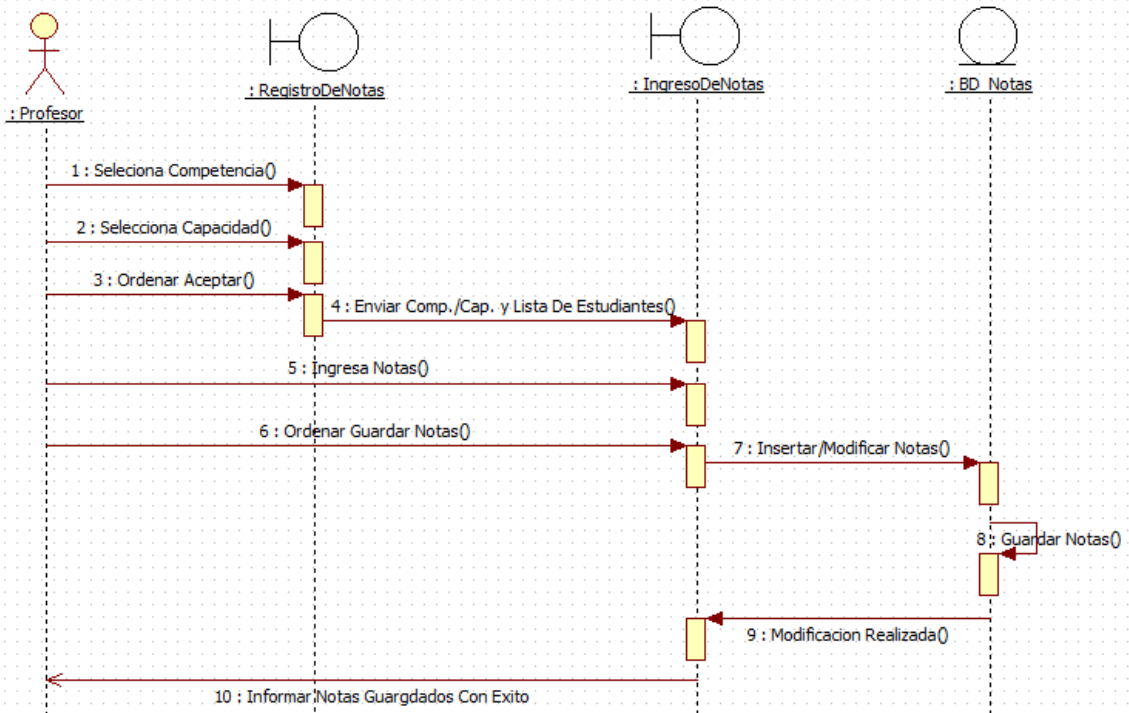 : Profesor
: RegistroDeNotas
: IngresoDeNotas
: BD_Notas
1 : Seleciona Competencia()
2 : Selecciona Capacidad()
3 : Ordenar Aceptar()
4 : Enviar Comp./Cap. y Lista De Estudiantes()
5 : Ingresa Notas()
6 : Ordenar Guardar Notas()
7 : Insertar/Modificar Notas()
8 : Guardar Notas()
9 : Modificacion Realizada()
10 : Informar Notas Guargdados Con Exito